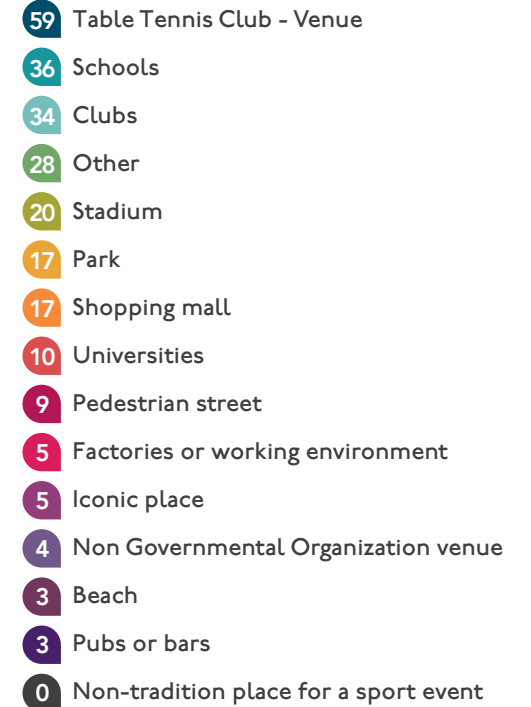 59 Table Tennis Club - Venue
36 Schools
34 Clubs
28 Other
20 Stadium
17 Park
17 Shopping mall
10 Universities
9 Pedestrian street
5 Factories or working environment
5 Iconic place
4 Non Governmental Organization venue
3 Beach
3 Pubs or bars
0 Non-tradition place for a sport event